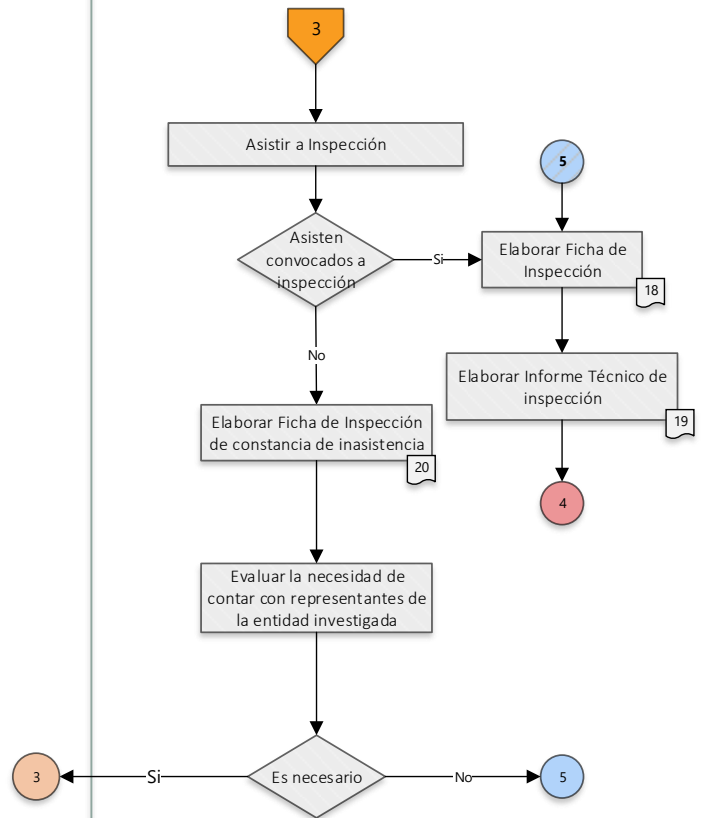 3
Asistir a Inspección
5
Asisten
convocados a
inspección
Si
Elaborar Ficha de
Inspección
18
No
Elaborar Informe Técnico de
inspección
19
Elaborar Ficha de Inspección
de constancia de inasistencia
20
4
Evaluar la necesidad de
contar con representantes de
la entidad investigada
3
Si
Es necesario
No
5